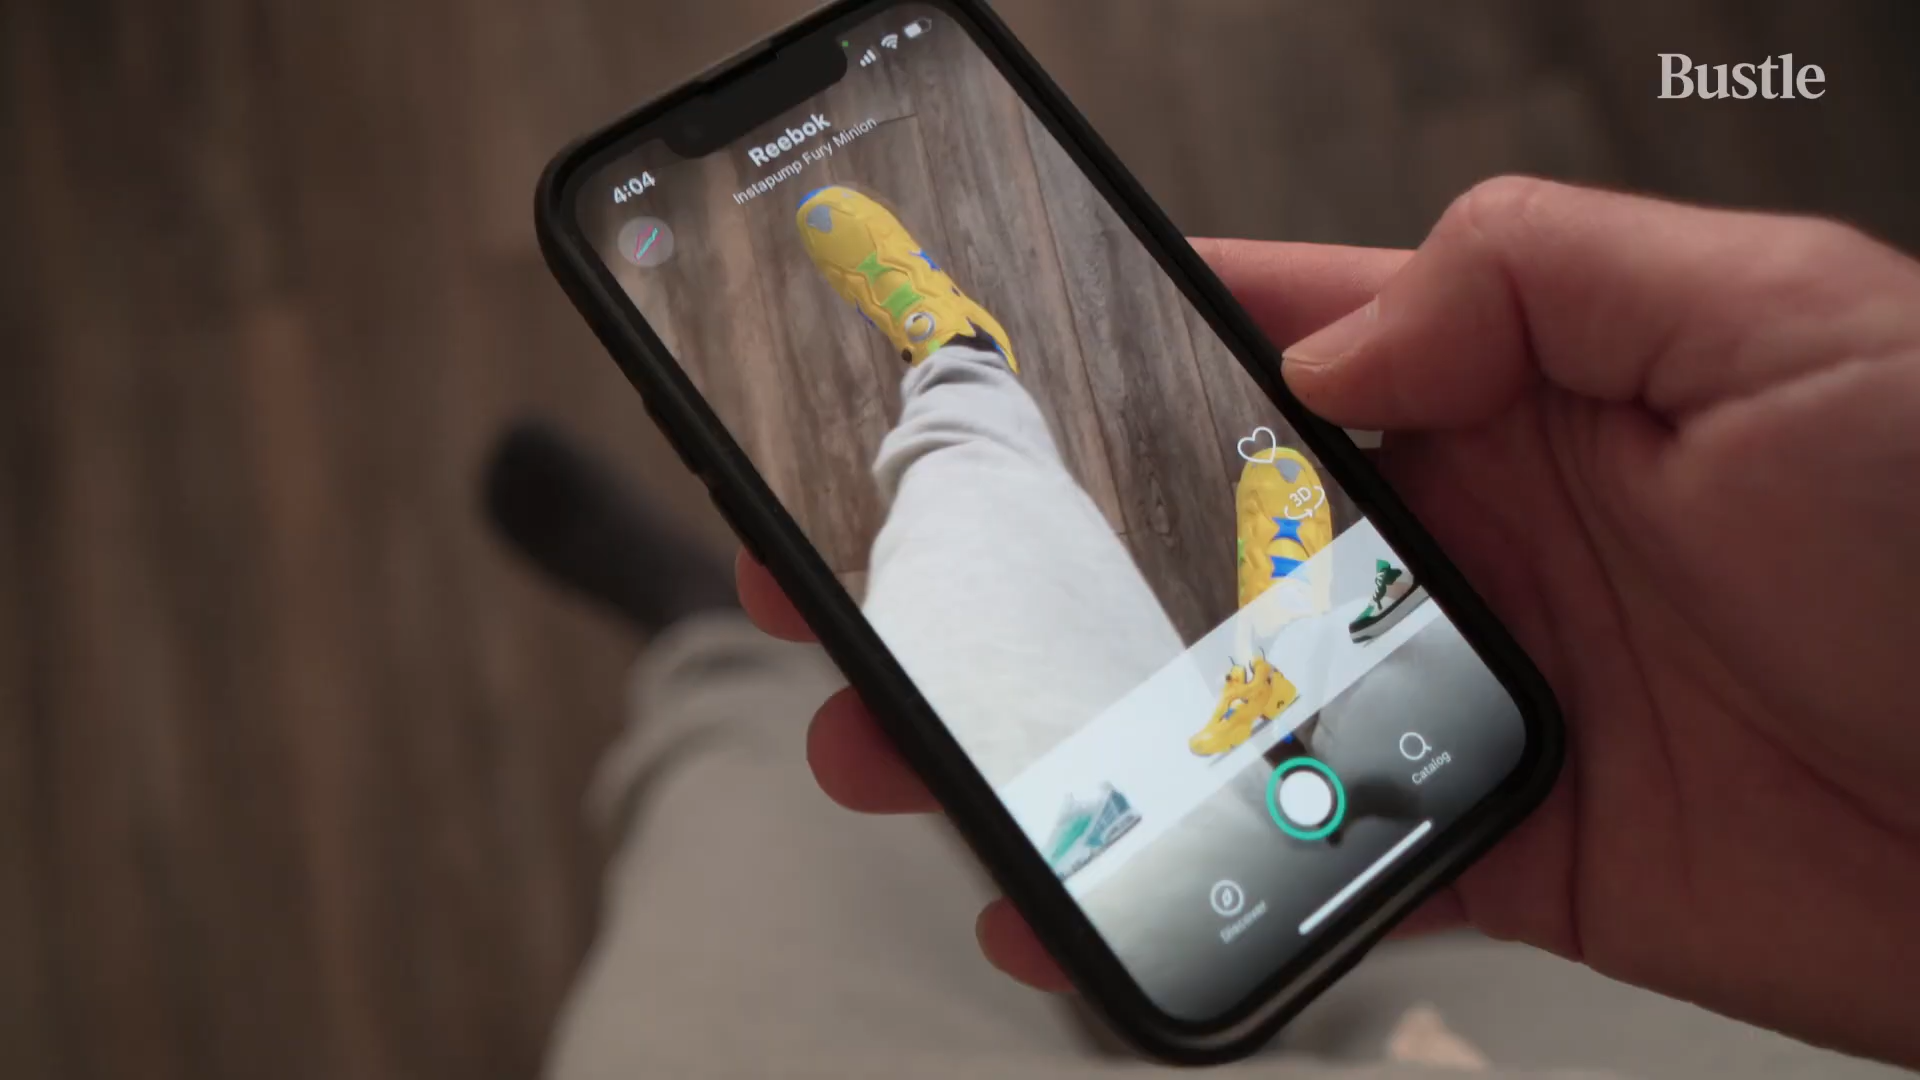 Bustle
4:04
Reebok
Instapump Fury Minion
3D
Catalog
Discover